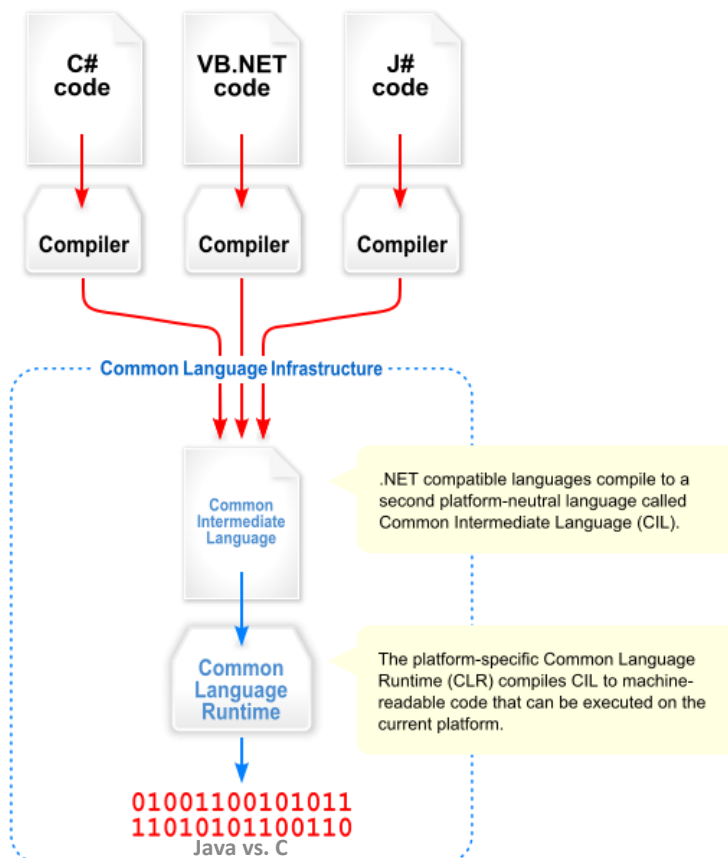 C#
code
VB.NET
code
J#
code
Compiler
Compiler
Compiler
Common Language Infrastructure
Common
Intermediate
Language
.NET compatible languages compile to a
second platform-neutral language called
Common Intermediate Language (CIL).
Common
Language
Runtime
The platform-specific Common Language
Runtime (CLR) compiles CIL to machine-
readable code that can be executed on the
current platform.
01001100101011
11010101100110
Java vs. C